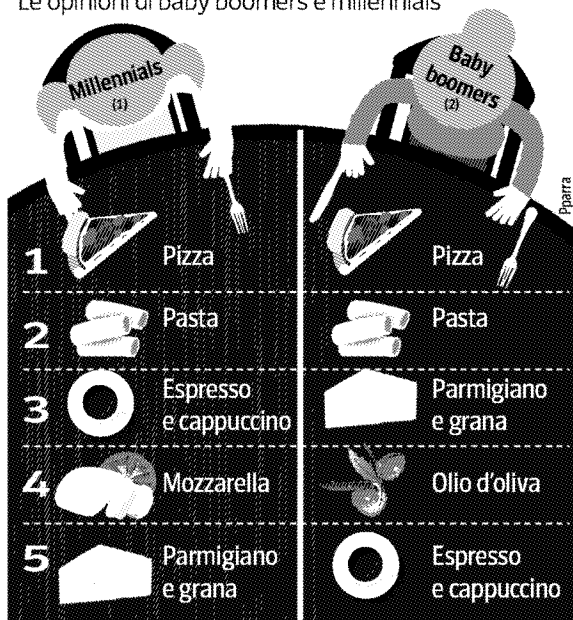 Le opinioni di baby boomers e millennials
Millennials
(1)
Baby
boomers
(2)
Pparra
1
Pizza
Pizza
2
Pasta
Pasta
3
Espresso
e cappuccino
Parmigiano
e grana
4
Mozzarella
Olio d'oliva
5
Parmigiano
e grana
Espresso
e cappuccino